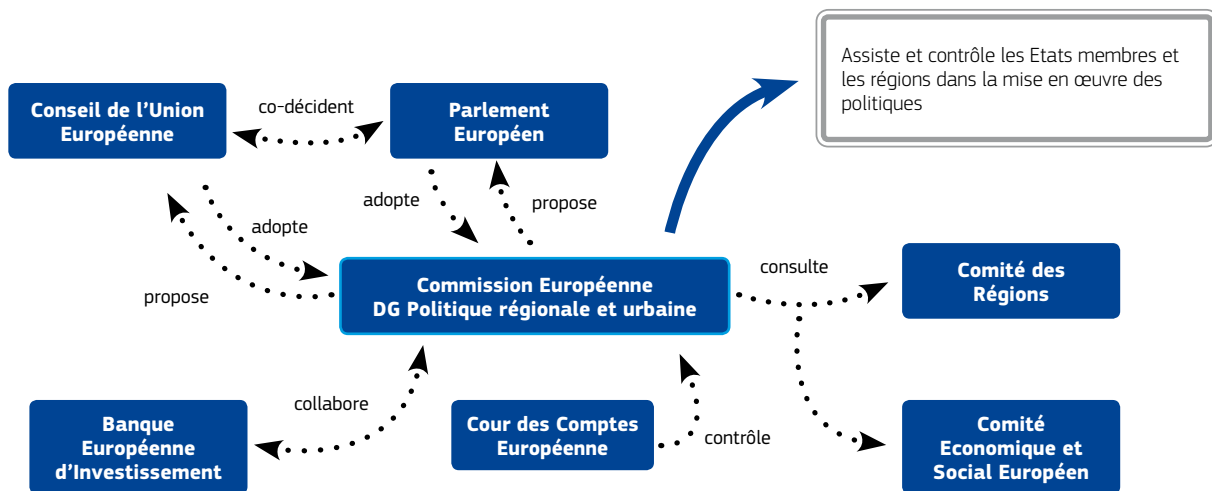 Assiste et contrôle les Etats membres et
les régions dans la mise en œuvre des
politiques
Conseil de l'Union
Européenne
co-décident
Parlement
Européen
adopte
propose
adopte
propose
Commission Européenne
DG Politique régionale et urbaine
consulte
Comité des
Régions
collabore
Banque
Européenne
d'Investissement
Cour des Comptes
Européenne
contrôle
Comité
Economique et
Social Européen